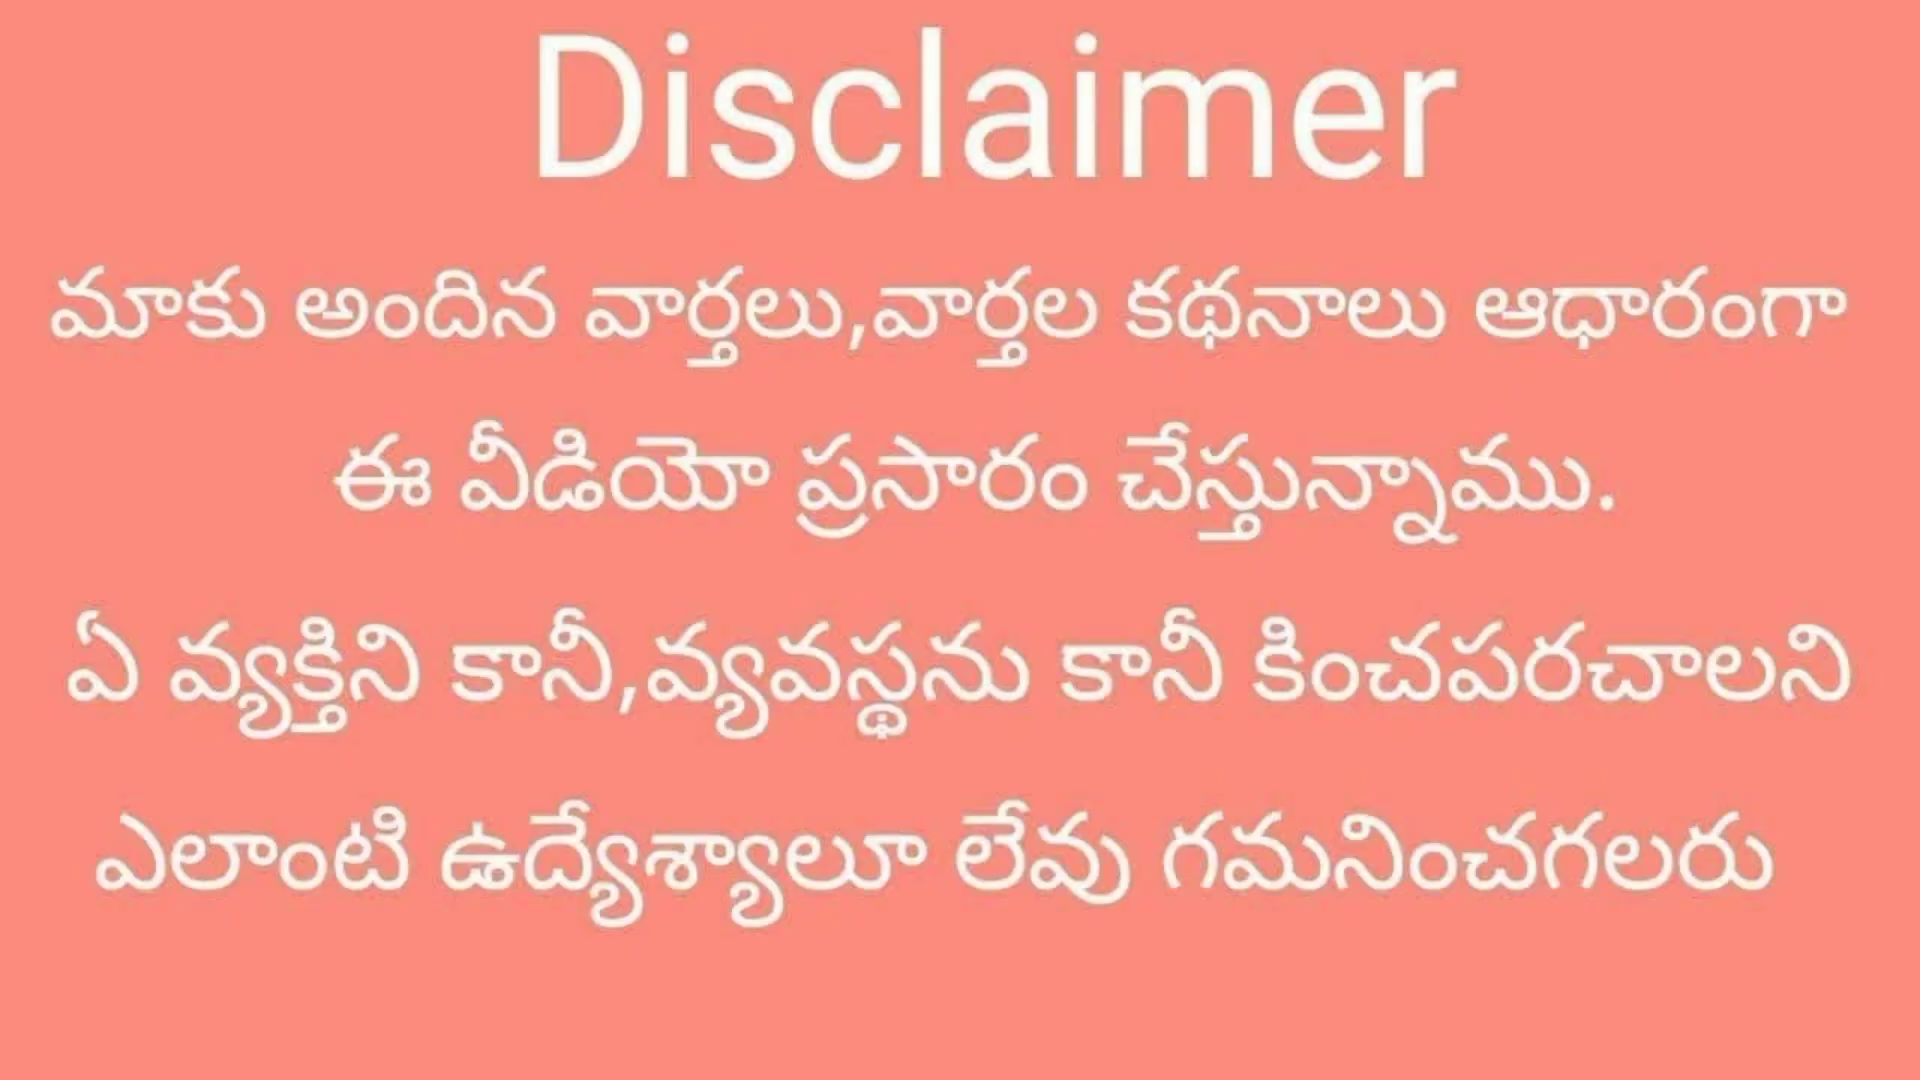 Disclaimer
మాకు అందిన వార్తలు,వార్తల కథనాలు ఆధారంగా
ఈ వీడియో ప్రసారం చేస్తున్నాము.
ఏ వ్యక్తిని కానీ,వ్యవస్థను కానీ కించపరచాలని
ఎలాంటి ఉద్యేశ్యాలూ లేవు గమనించగలరు